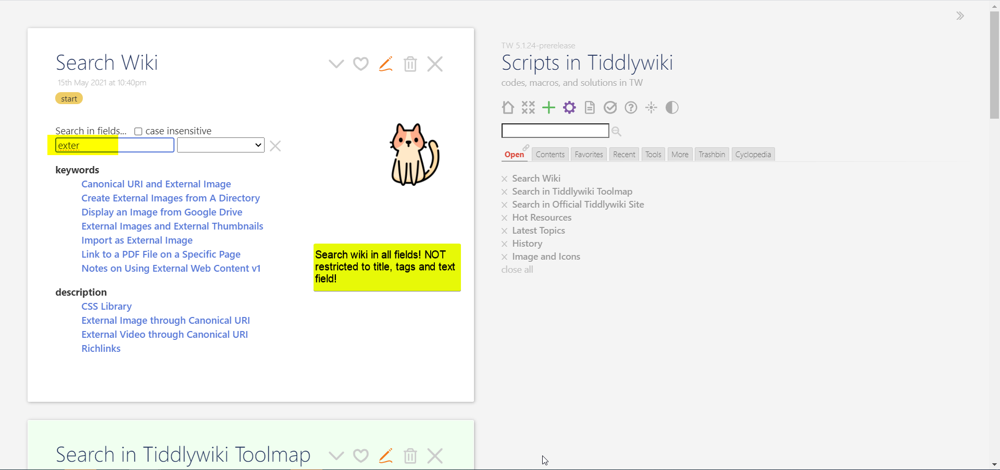 Search Wiki
15th May 2021 at 10:40pm
start
Search in fields... case insensitive
exter
keywords
Canonical URI and External Image
Create External Images from A Directory
Display an Image from Google Drive
External Images and External Thumbnails
Import as External Image
Link to a PDF File on a Specific Page
Notes on Using External Web Content v1
description
CSS Library
External Image through Canonical URI
External Video through Canonical URI
Richlinks
Search wiki in all fields! NOT
restricted to title, tags and text
field!
Search in Tiddlywiki Toolmap
TW 5.1.24-prerelease
Scripts in Tiddlywiki
codes, macros, and solutions in TW
Open Contents Favorites Recent Tools More Trashbin Cyclopedia
Search Wiki
Search in Tiddlywiki Toolmap
Search in Official Tiddlywiki Site
Hot Resources
Latest Topics
History
Image and Icons
close all